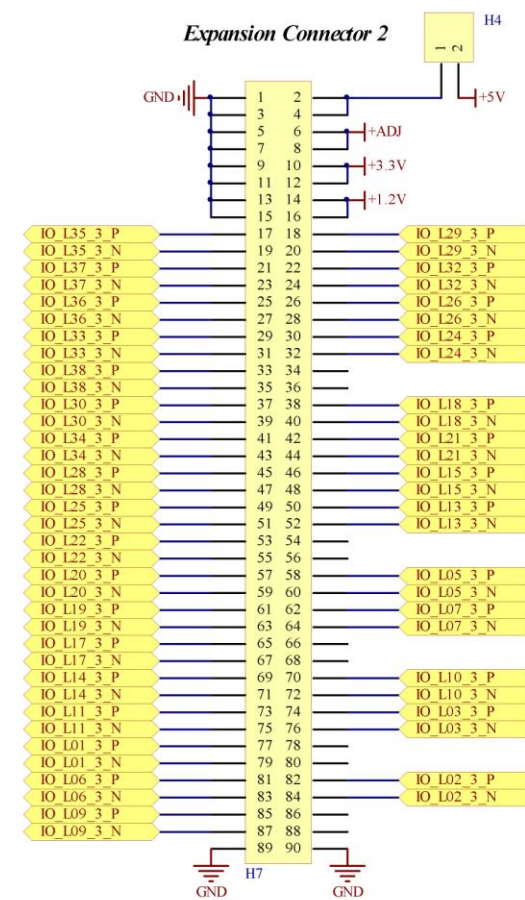 Expansion Connector 2
H4
1 2
GND 1 2 +5V
3 4
5 6 +ADJ
7 8
9 10 +3.3V
11 12
13 14 +1.2V
15 16
IO_L35_3_P 17 18 IO_L29_3_P
IO_L35_3_N 19 20 IO_L29_3_N
IO_L37_3_P 21 22 IO_L32_3_P
IO_L37_3_N 23 24 IO_L32_3_N
IO_L36_3_P 25 26 IO_L26_3_P
IO_L36_3_N 27 28 IO_L26_3_N
IO_L33_3_P 29 30 IO_L24_3_P
IO_L33_3_N 31 32 IO_L24_3_N
IO_L38_3_P 33 34
IO_L38_3_N 35 36
IO_L30_3_P 37 38 IO_L18_3_P
IO_L30_3_N 39 40 IO_L18_3_N
IO_L34_3_P 41 42 IO_L21_3_P
IO_L34_3_N 43 44 IO_L21_3_N
IO_L28_3_P 45 46 IO_L15_3_P
IO_L28_3_N 47 48 IO_L15_3_N
IO_L25_3_P 49 50 IO_L13_3_P
IO_L25_3_N 51 52 IO_L13_3_N
IO_L22_3_P 53 54
IO_L22_3_N 55 56
IO_L20_3_P 57 58 IO_L05_3_P
IO_L20_3_N 59 60 IO_L05_3_N
IO_L19_3_P 61 62 IO_L07_3_P
IO_L19_3_N 63 64 IO_L07_3_N
IO_L17_3_P 65 66
IO_L17_3_N 67 68
IO_L14_3_P 69 70 IO_L10_3_P
IO_L14_3_N 71 72 IO_L10_3_N
IO_L11_3_P 73 74 IO_L03_3_P
IO_L11_3_N 75 76 IO_L03_3_N
IO_L01_3_P 77 78
IO_L01_3_N 79 80
IO_L06_3_P 81 82 IO_L02_3_P
IO_L06_3_N 83 84 IO_L02_3_N
IO_L09_3_P 85 86
IO_L09_3_N 87 88
89 90
H7
GND GND